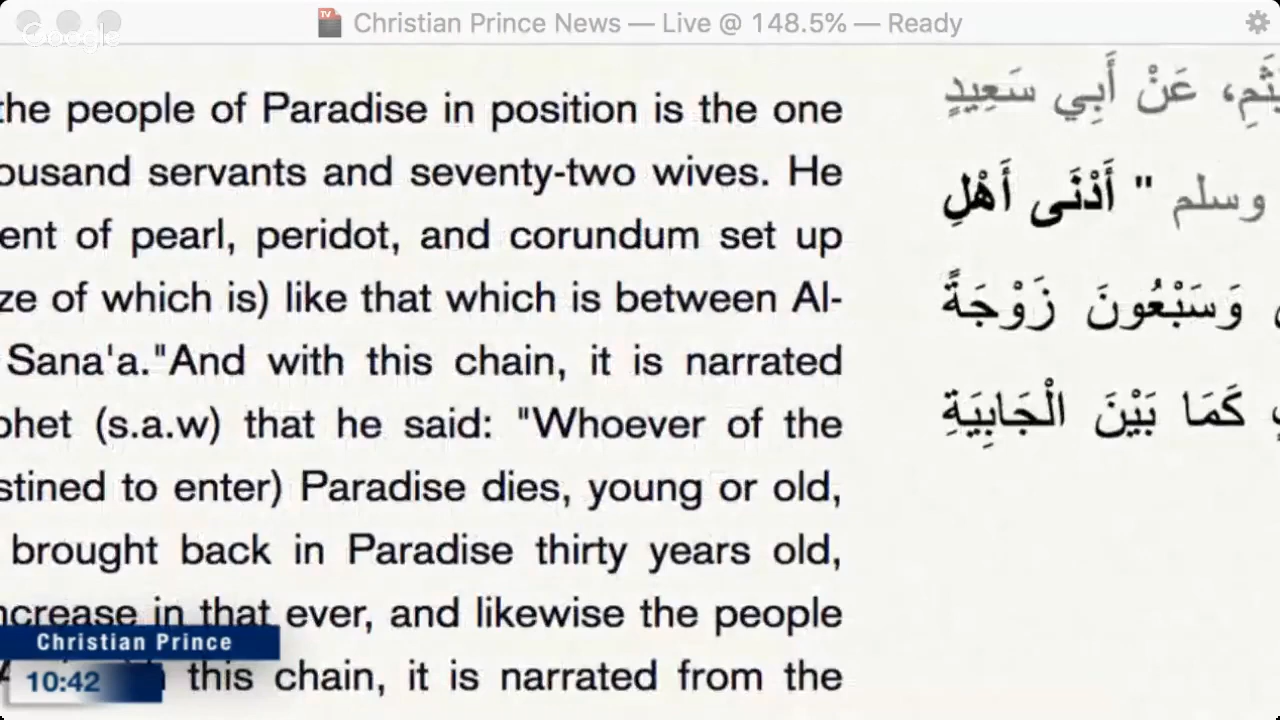 Christian Prince News — Live @ 148.5% — Ready
Google
the people of Paradise in position is the one
ousand servants and seventy-two wives. He
ent of pearl, peridot, and corundum set up
ze of which is) like that which is between Al-
Sana'a."And with this chain, it is narrated
phet (s.a.w) that he said: "Whoever of the
stined to enter) Paradise dies, young or old,
brought back in Paradise thirty years old,
ncrease in that ever, and likewise the people
this chain, it is narrated from the
عَنْ أَبِي سَعِيدٍ
وسلم " أَدْنَى أَهْلِ
وَسَبْعُونَ زَوْجَةً
كَمَا بَيْنَ الْجَابِيَةِ
Christian Prince
10:42